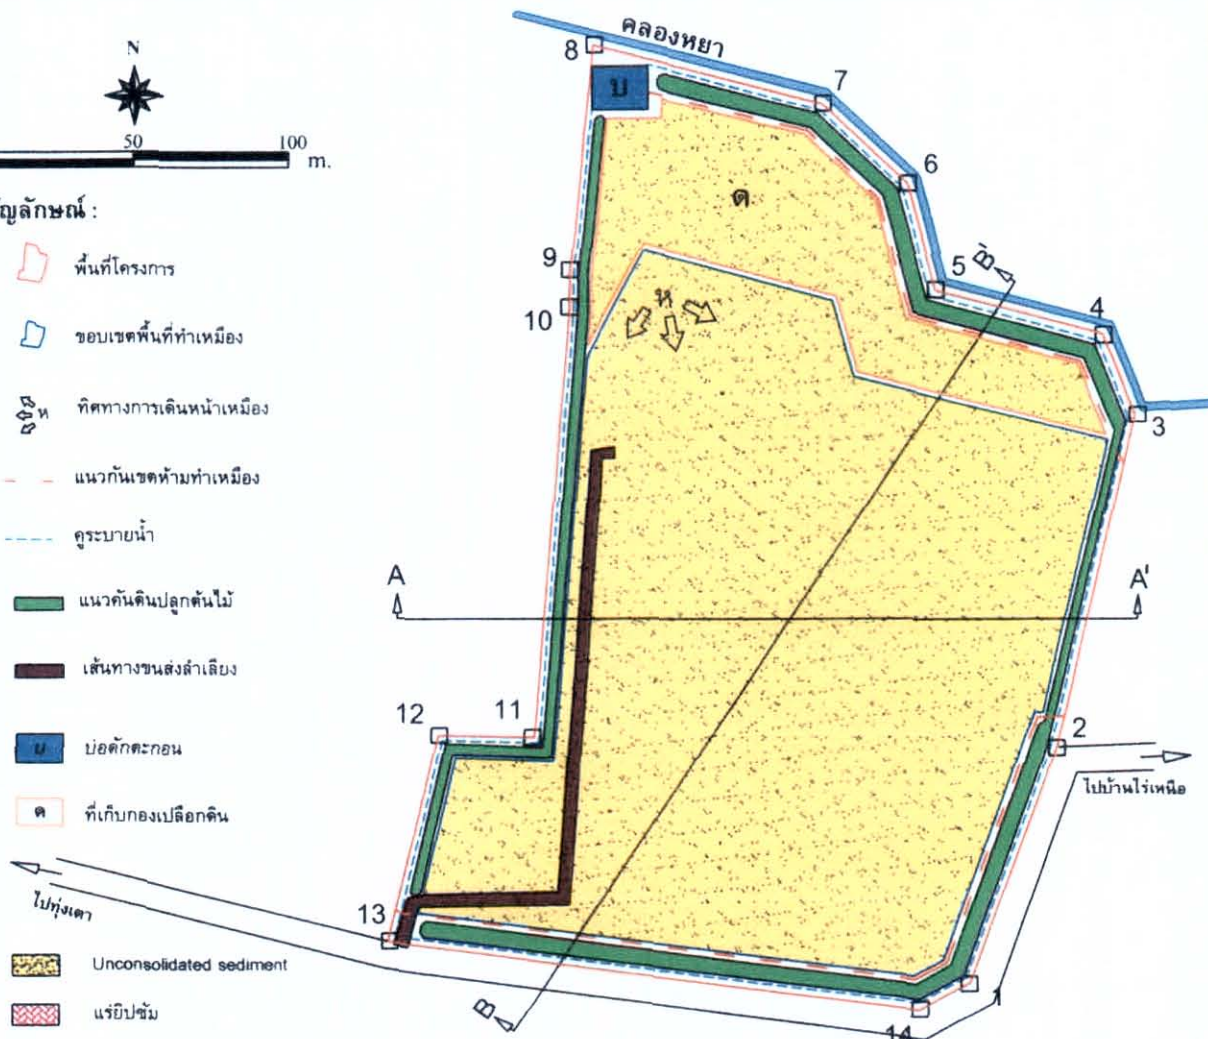 คลองหยา
N
50 100
m.
ัญลักษณ์ :
พื้นที่โครงการ
ขอบเขตพื้นที่ทำเหมือง
ห ทิศทางการเดินหน้าเหมือง
แนวกันเขตห้ามทำเหมือง
คูระบายน้ำ
แนวคันดินปลูกต้นไม้
เส้นทางขนส่งลำเลียง
บ บ่อดักตะกอน
ด ที่เก็บกองเปลือกดิน
ไปทุ่งเตา
Unconsolidated sediment
แร่ยิปซัม
8
บ
7
6
ด
9
5
B'
10
ห
4
3
A
A'
12
11
2
ไปบ้านไร่เหนือ
13
B
1
14